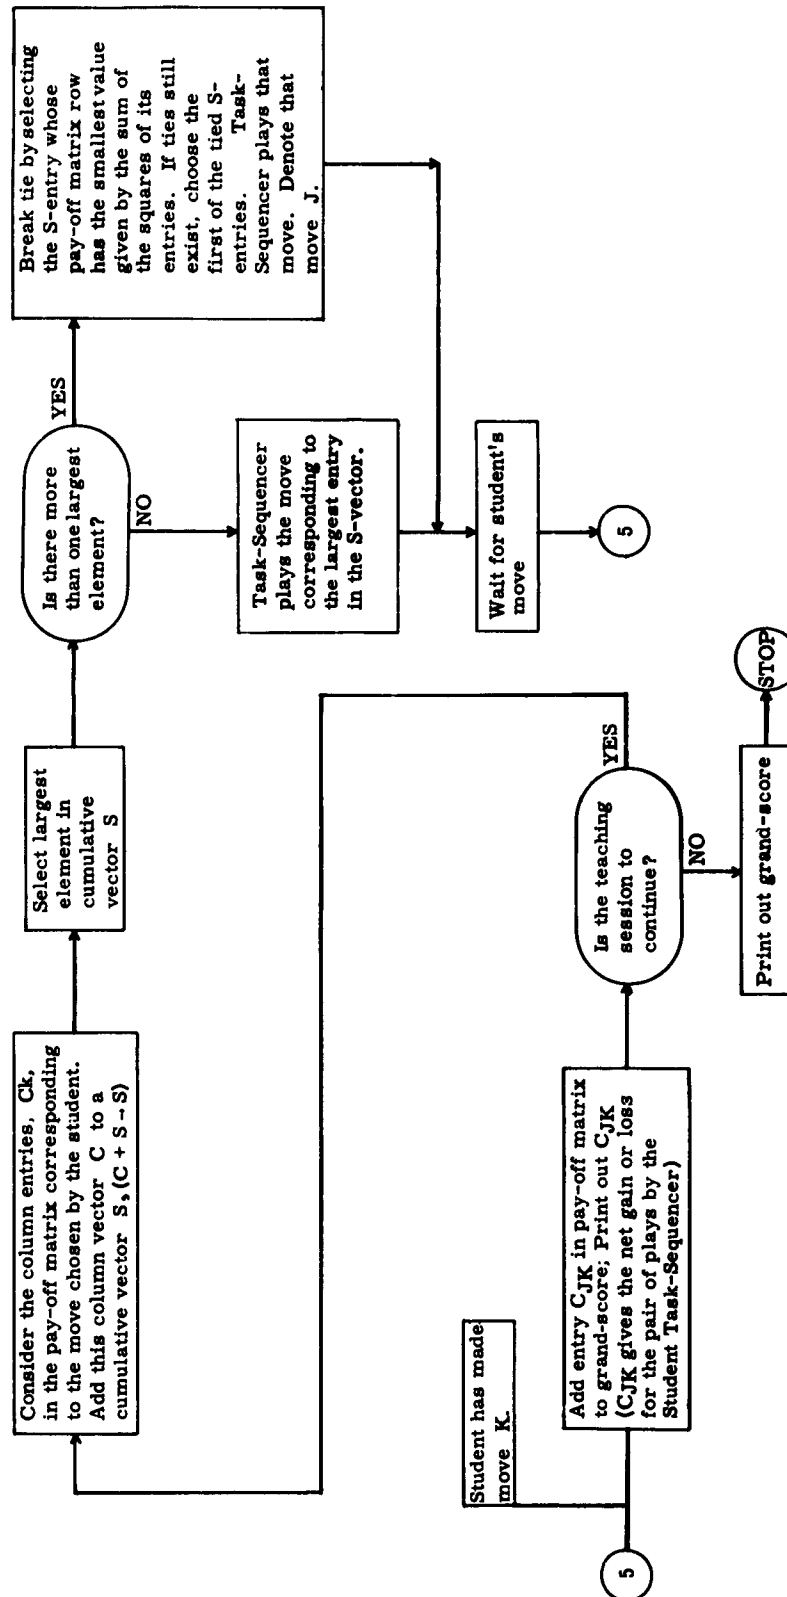 Consider the column entries, Ck,
in the pay-off matrix corresponding
to the move chosen by the student.
Add this column vector C to a
cumulative vector S, (C + S → S)
Select largest
element in
cumulative
vector S
Is there more
than one largest
element?
YES
NO
Break tie by selecting
the S-entry whose
pay-off matrix row
has the smallest value
given by the sum of
the squares of its
entries. If ties still
exist, choose the
first of the tied S-
entries. Task-
Sequencer plays that
move. Denote that
move J.
Task-Sequencer
plays the move
corresponding to
the largest entry
in the S-vector.
Wait for student's
move
5
5
Student has made
move K.
Add entry CJK in pay-off matrix
to grand-score; Print out CJK
(CJK gives the net gain or loss
for the pair of plays by the
Student Task-Sequencer)
Is the teaching
session to
continue?
YES
NO
Print out grand-score
STOP